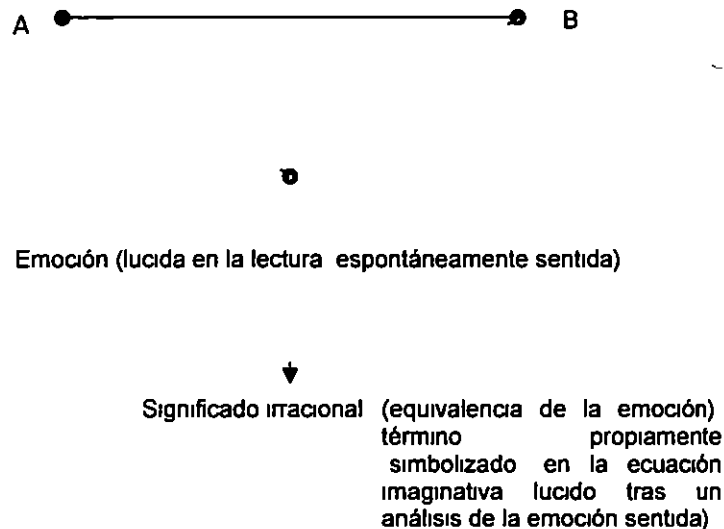 A B
Emoción (lucida en la lectura espontáneamente sentida)
Significado irracional (equivalencia de la emoción)
término propiamente
simbolizado en la ecuación
imaginativa lucido tras un
análisis de la emoción sentida)